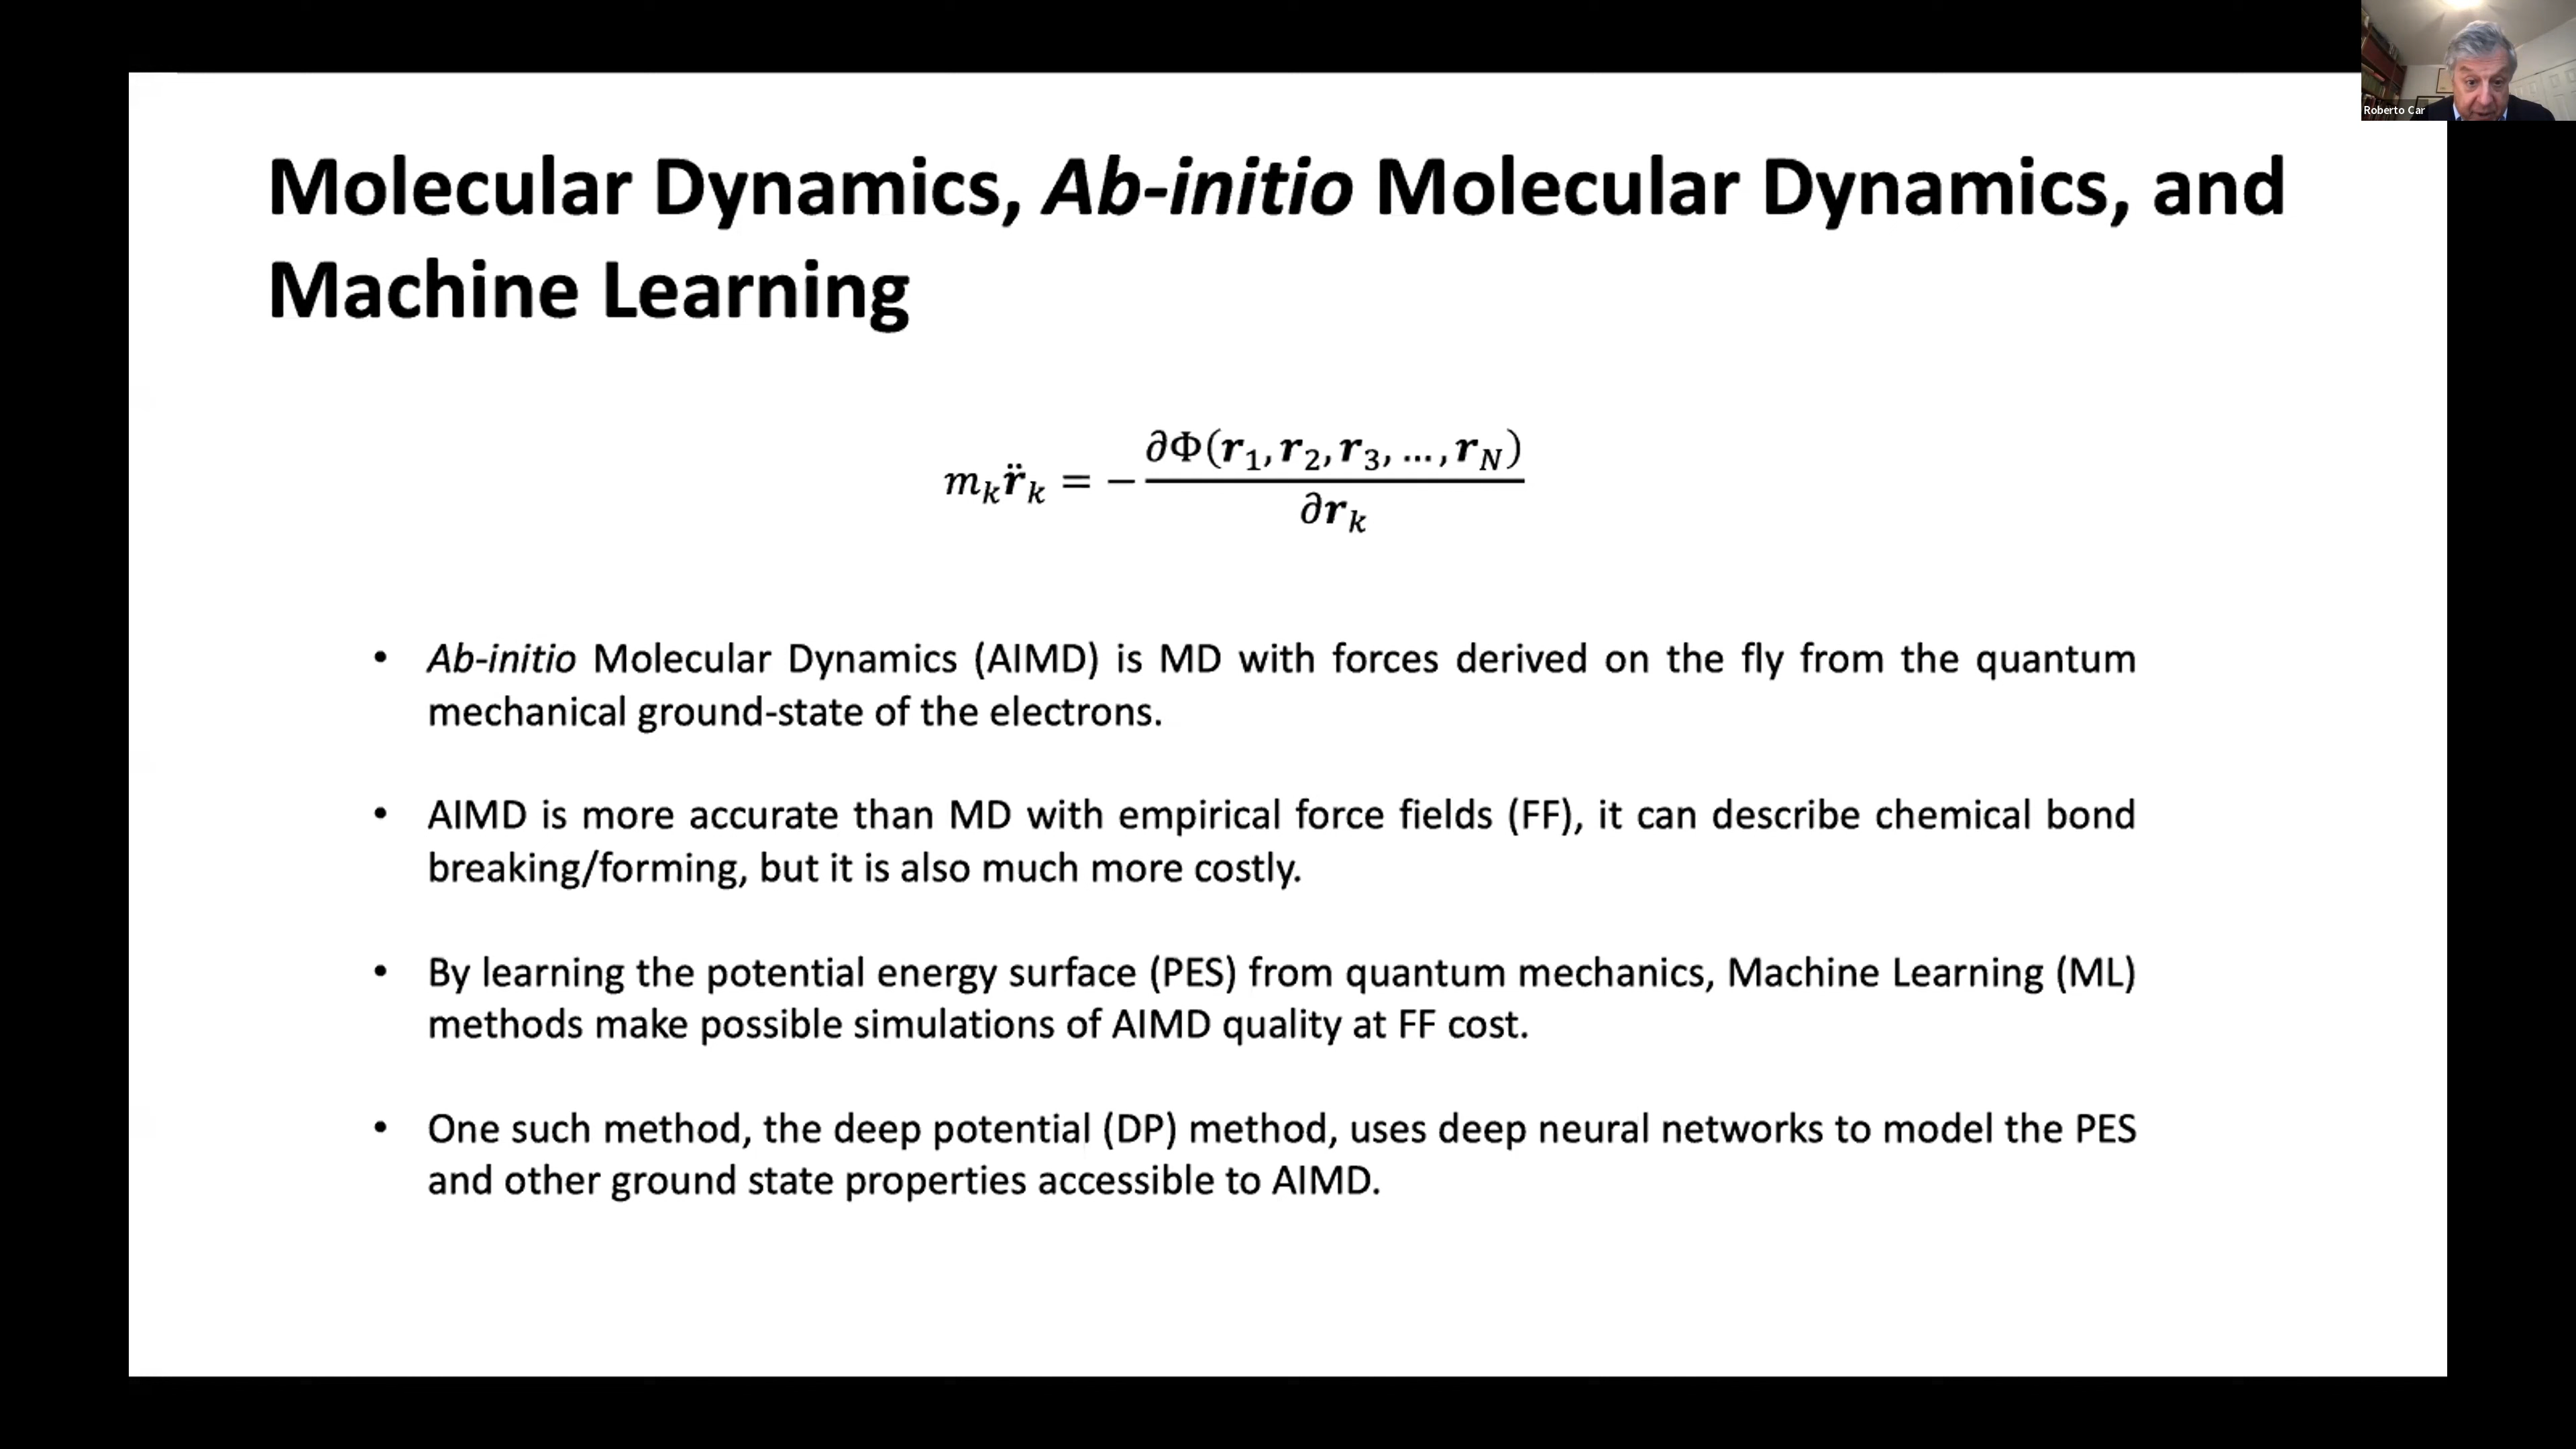 Roberto Car
Molecular Dynamics, Ab-initio Molecular Dynamics, and
Machine Learning
m_k r̈_k = − ∂Φ(r_1, r_2, r_3, …, r_N) / ∂r_k
• Ab-initio Molecular Dynamics (AIMD) is MD with forces derived on the fly from the quantum
mechanical ground-state of the electrons.
• AIMD is more accurate than MD with empirical force fields (FF), it can describe chemical bond
breaking/forming, but it is also much more costly.
• By learning the potential energy surface (PES) from quantum mechanics, Machine Learning (ML)
methods make possible simulations of AIMD quality at FF cost.
• One such method, the deep potential (DP) method, uses deep neural networks to model the PES
and other ground state properties accessible to AIMD.